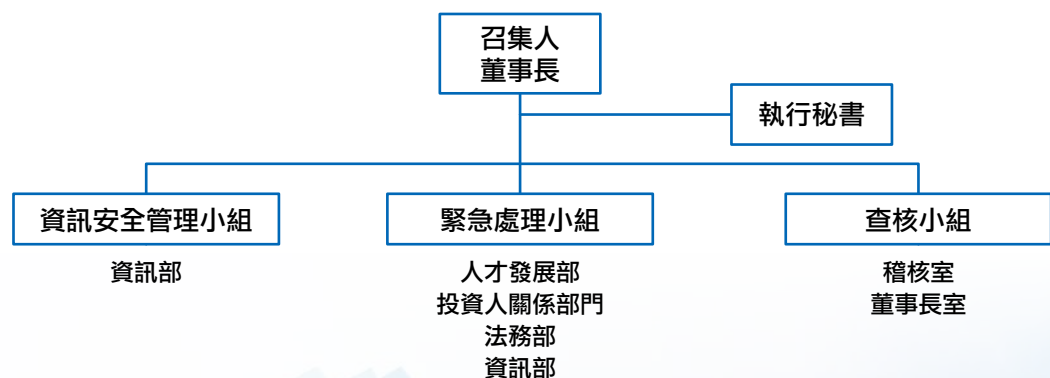 召集人
董事長
執行秘書
資訊安全管理小組
緊急處理小組
查核小組
資訊部
人才發展部
投資人關係部門
法務部
資訊部
稽核室
董事長室